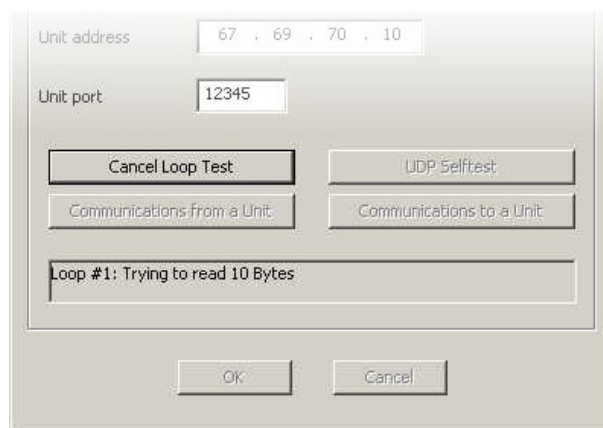 Unit address 67 . 69 . 70 . 10
Unit port 12345
Cancel Loop Test UDP Selftest
Communications from a Unit Communications to a Unit
Loop #1: Trying to read 10 Bytes
OK Cancel